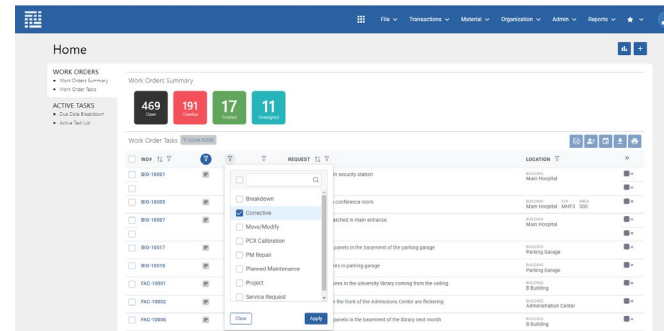 File Transactions Material Organization Admin Reports
Home
WORK ORDERS
Work Orders Summary
Work Order Tasks
ACTIVE TASKS
Due Date Breakdown
Active Task List
Work Orders Summary
469 191 17 11
Open Overdue Finished Unassigned
Work Order Tasks CLEAR FILTER
WO# REQUEST LOCATION
BIO-10001 in security station BUILDING Main Hospital
BIO-10005 conference room BUILDING Main Hospital FLR MHF3 AREA 300
BIO-10007 atched in main entrance BUILDING Main Hospital
BIO-10017 panels in the basement of the parking garage BUILDING Parking Garage
BIO-10019 in parking garage BUILDING Parking Garage
FAC-10001 in the university library coming from the ceiling. BUILDING B Building
FAC-10002 the front of the Admissions Center are flickering BUILDING Administration Center
FAC-10006 panels in the basement of the library next month BUILDING B Building
Breakdown
Corrective
Move/Modify
PCX Calibration
PM Repair
Planned Maintenance
Project
Service Request
Clear Apply